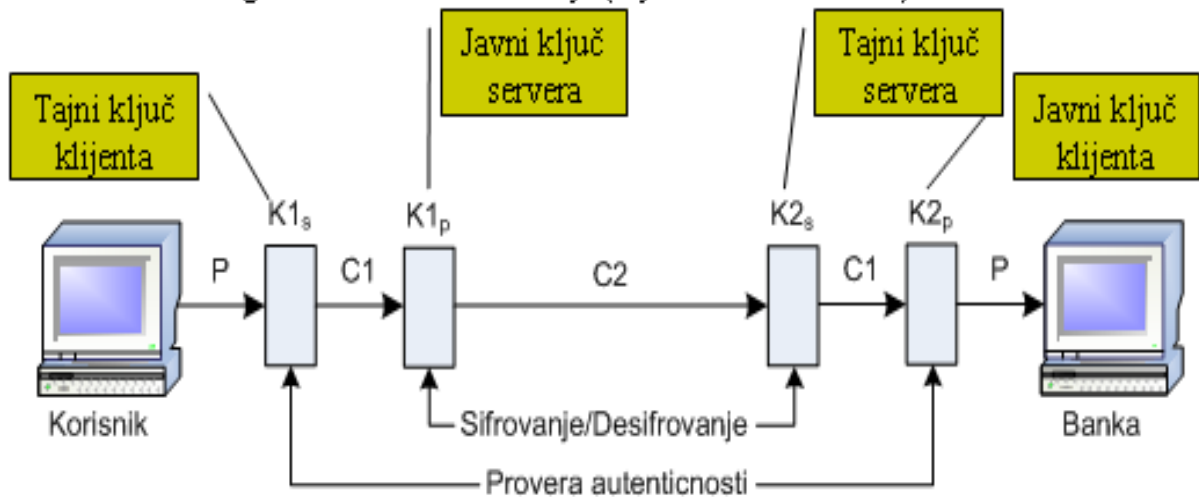 Javni ključ
servera
Tajni ključ
servera
Tajni ključ
klijenta
Javni ključ
klijenta
K1s
K1p
K2s
K2p
P
C1
C2
C1
P
Korisnik
Sifrovanje/Desifrovanje
Banka
Provera autenticnosti